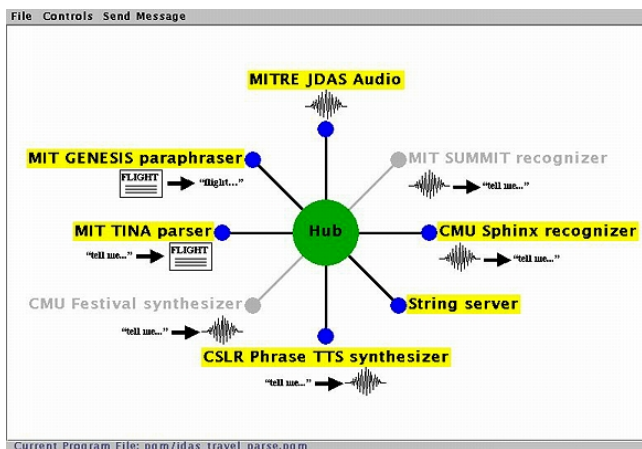 File Controls Send Message
MITRE JDAS Audio
MIT GENESIS paraphraser
FLIGHT
"flight..."
MIT SUMMIT recognizer
"tell me..."
MIT TINA parser
"tell me..."
FLIGHT
Hub
CMU Sphinx recognizer
"tell me..."
CMU Festival synthesizer
"tell me..."
String server
CSLR Phrase TTS synthesizer
"tell me..."
Current Program File: pgm/jdas_travel_parse.pgm